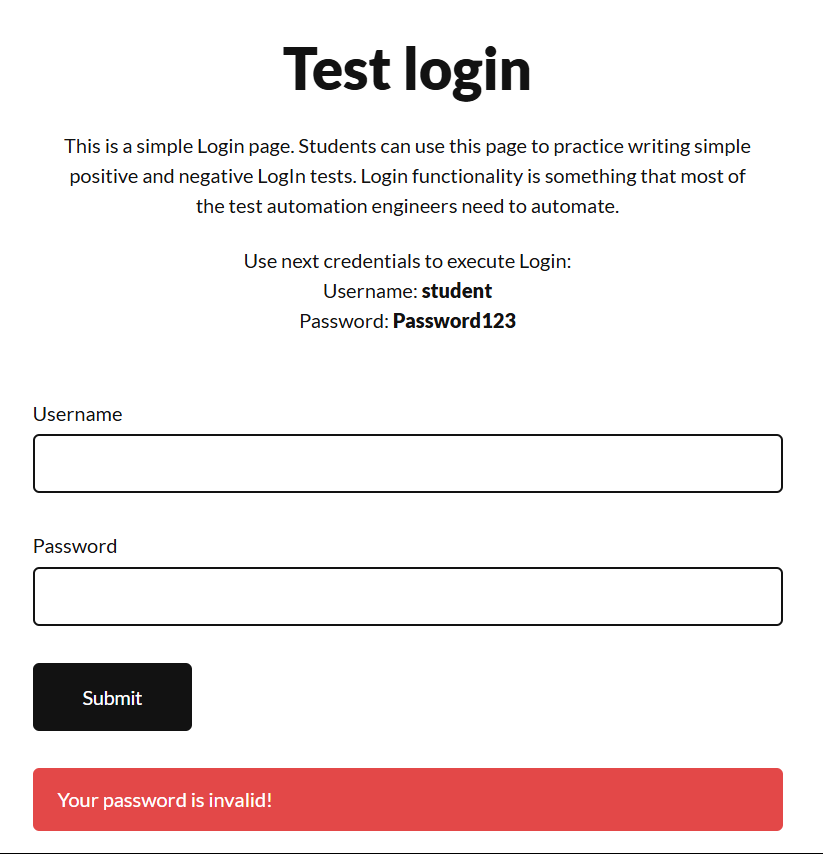 Test login
This is a simple Login page. Students can use this page to practice writing simple
positive and negative LogIn tests. Login functionality is something that most of
the test automation engineers need to automate.
Use next credentials to execute Login:
Username: student
Password: Password123
Username
Password
Submit
Your password is invalid!